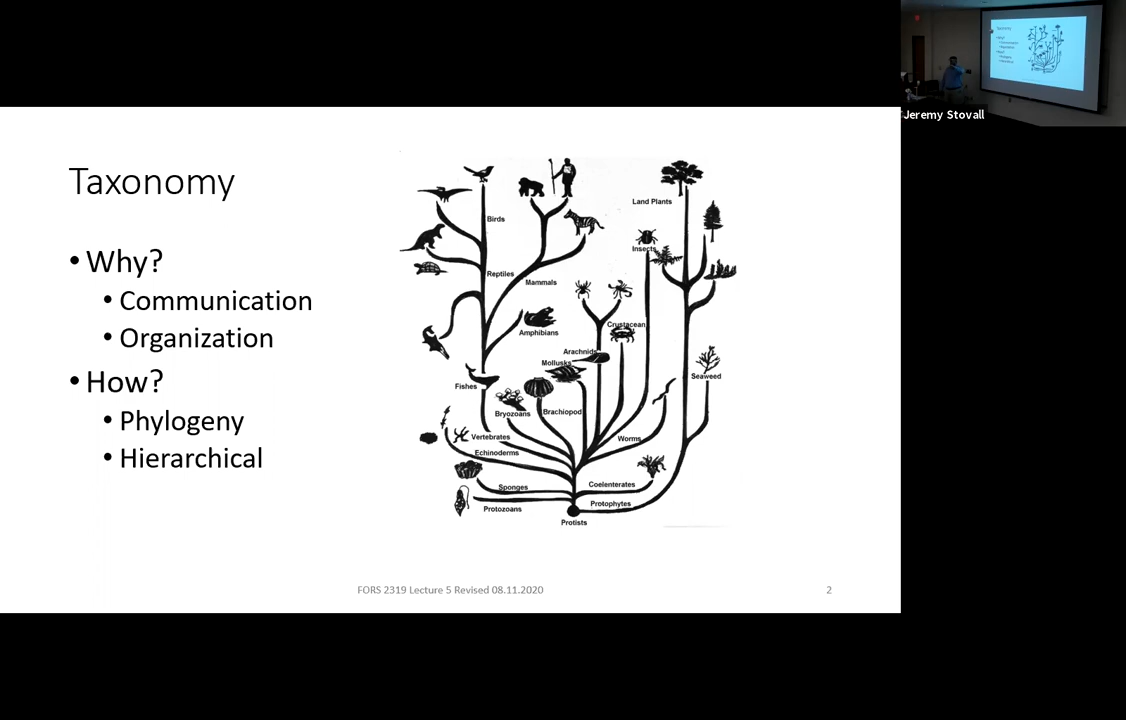 Jeremy Stovall
Taxonomy
• Why?
• Communication
• Organization
• How?
• Phylogeny
• Hierarchical
Land Plants
Birds
Insects
Reptiles
Mammals
Crustacean
Amphibians
Arachnids
Mollusks
Seaweed
Fishes
Bryozoans
Brachiopod
Vertebrates
Worms
Echinoderms
Sponges
Coelenterates
Protozoans
Protophytes
Protists
FORS 2319 Lecture 5 Revised 08.11.2020
2